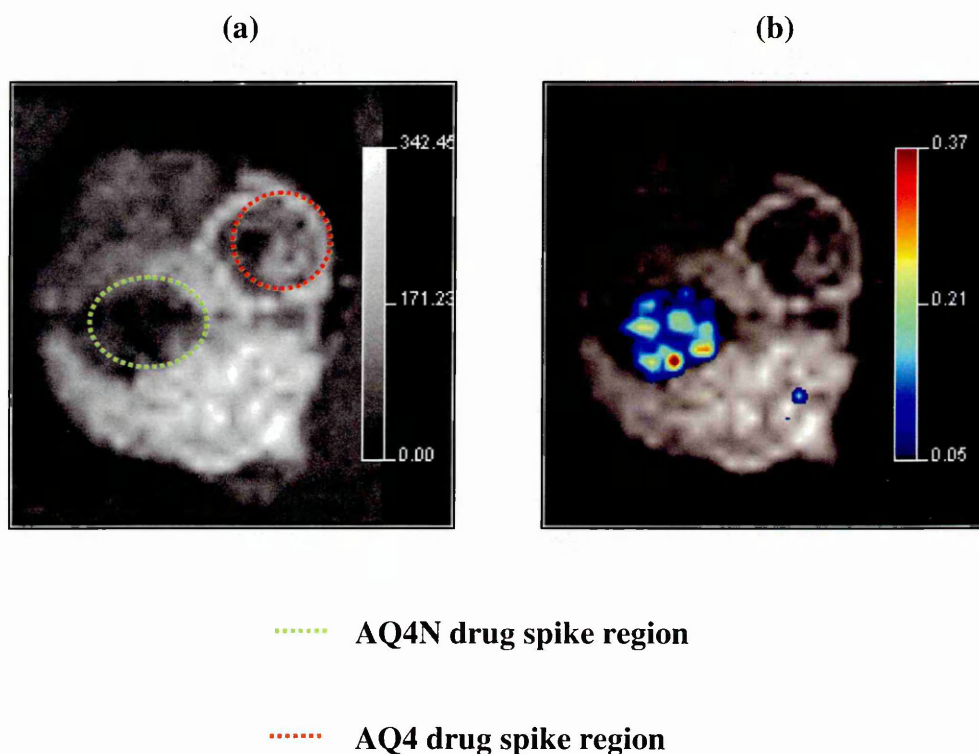 (a)
(b)
342.45
171.23
0.00
0.37
0.21
0.05
AQ4N drug spike region
AQ4 drug spike region